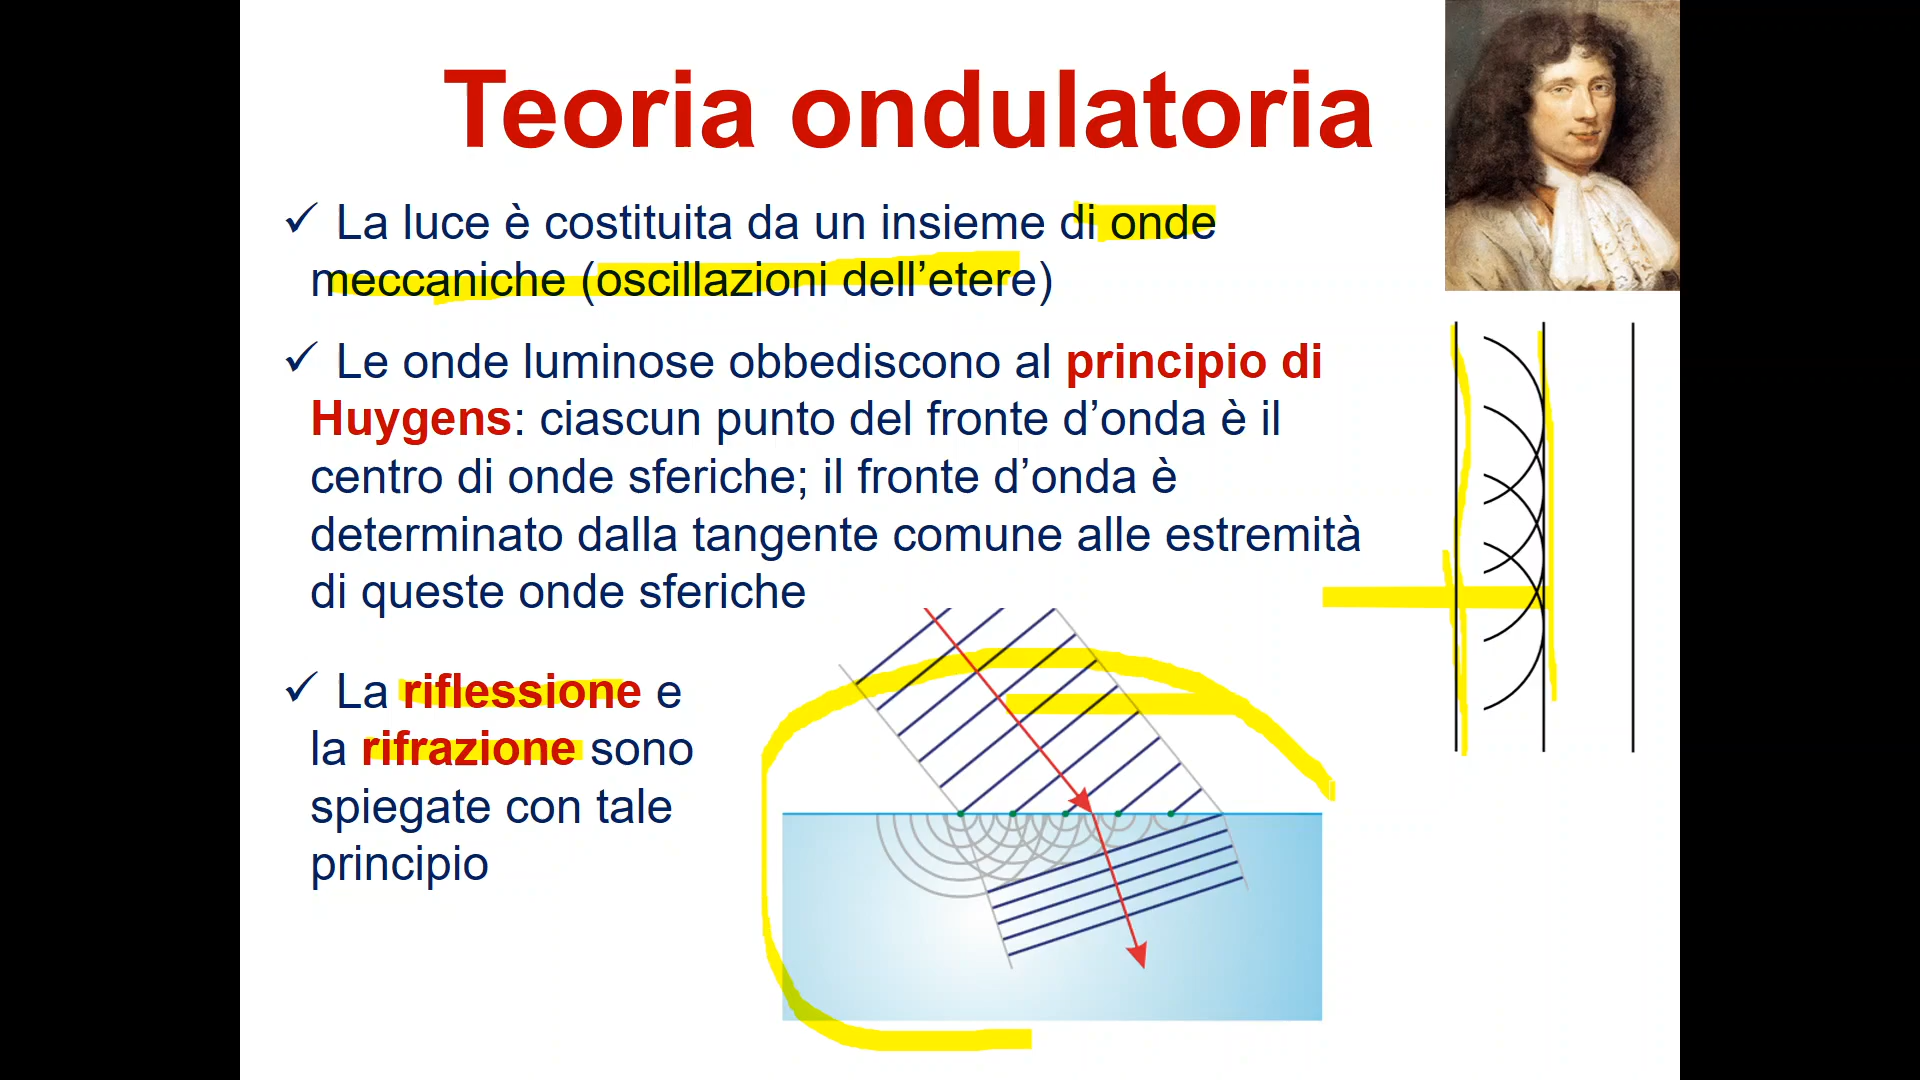 Teoria ondulatoria
✓ La luce è costituita da un insieme di onde
meccaniche (oscillazioni dell’etere)
✓ Le onde luminose obbediscono al principio di
Huygens: ciascun punto del fronte d’onda è il
centro di onde sferiche; il fronte d’onda è
determinato dalla tangente comune alle estremità
di queste onde sferiche
✓ La riflessione e
la rifrazione sono
spiegate con tale
principio